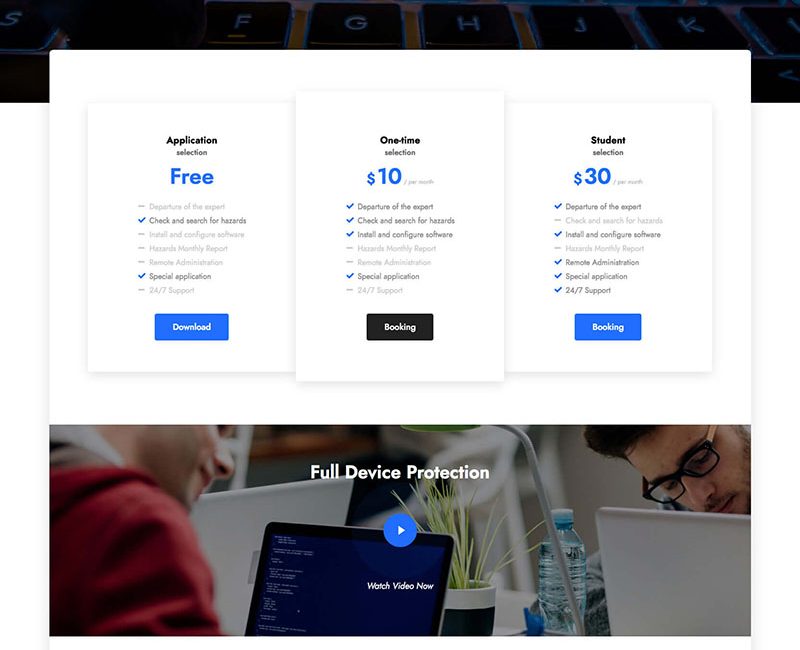 S F G H J K
Application
selection
Free
Departure of the expert
Check and search for hazards
Install and configure software
Hazards Monthly Report
Remote Administration
Special application
24/7 Support
Download
One-time
selection
$10 / per month
Departure of the expert
Check and search for hazards
Install and configure software
Hazards Monthly Report
Remote Administration
Special application
24/7 Support
Booking
Student
selection
$30 / per month
Departure of the expert
Check and search for hazards
Install and configure software
Hazards Monthly Report
Remote Administration
Special application
24/7 Support
Booking
Full Device Protection
Watch Video Now